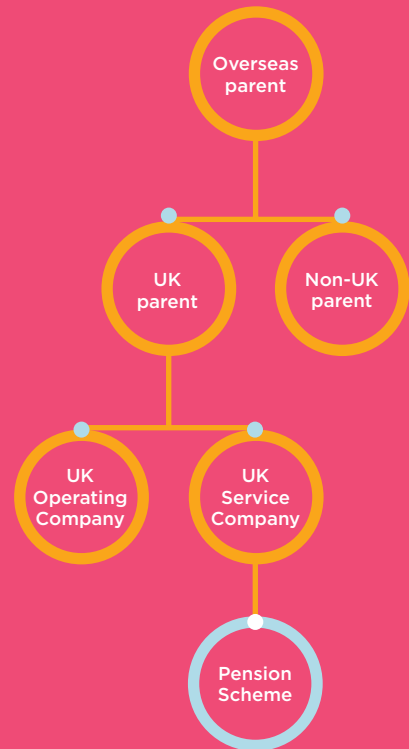 Overseas
parent
UK
parent
Non-UK
parent
UK
Operating
Company
UK
Service
Company
Pension
Scheme